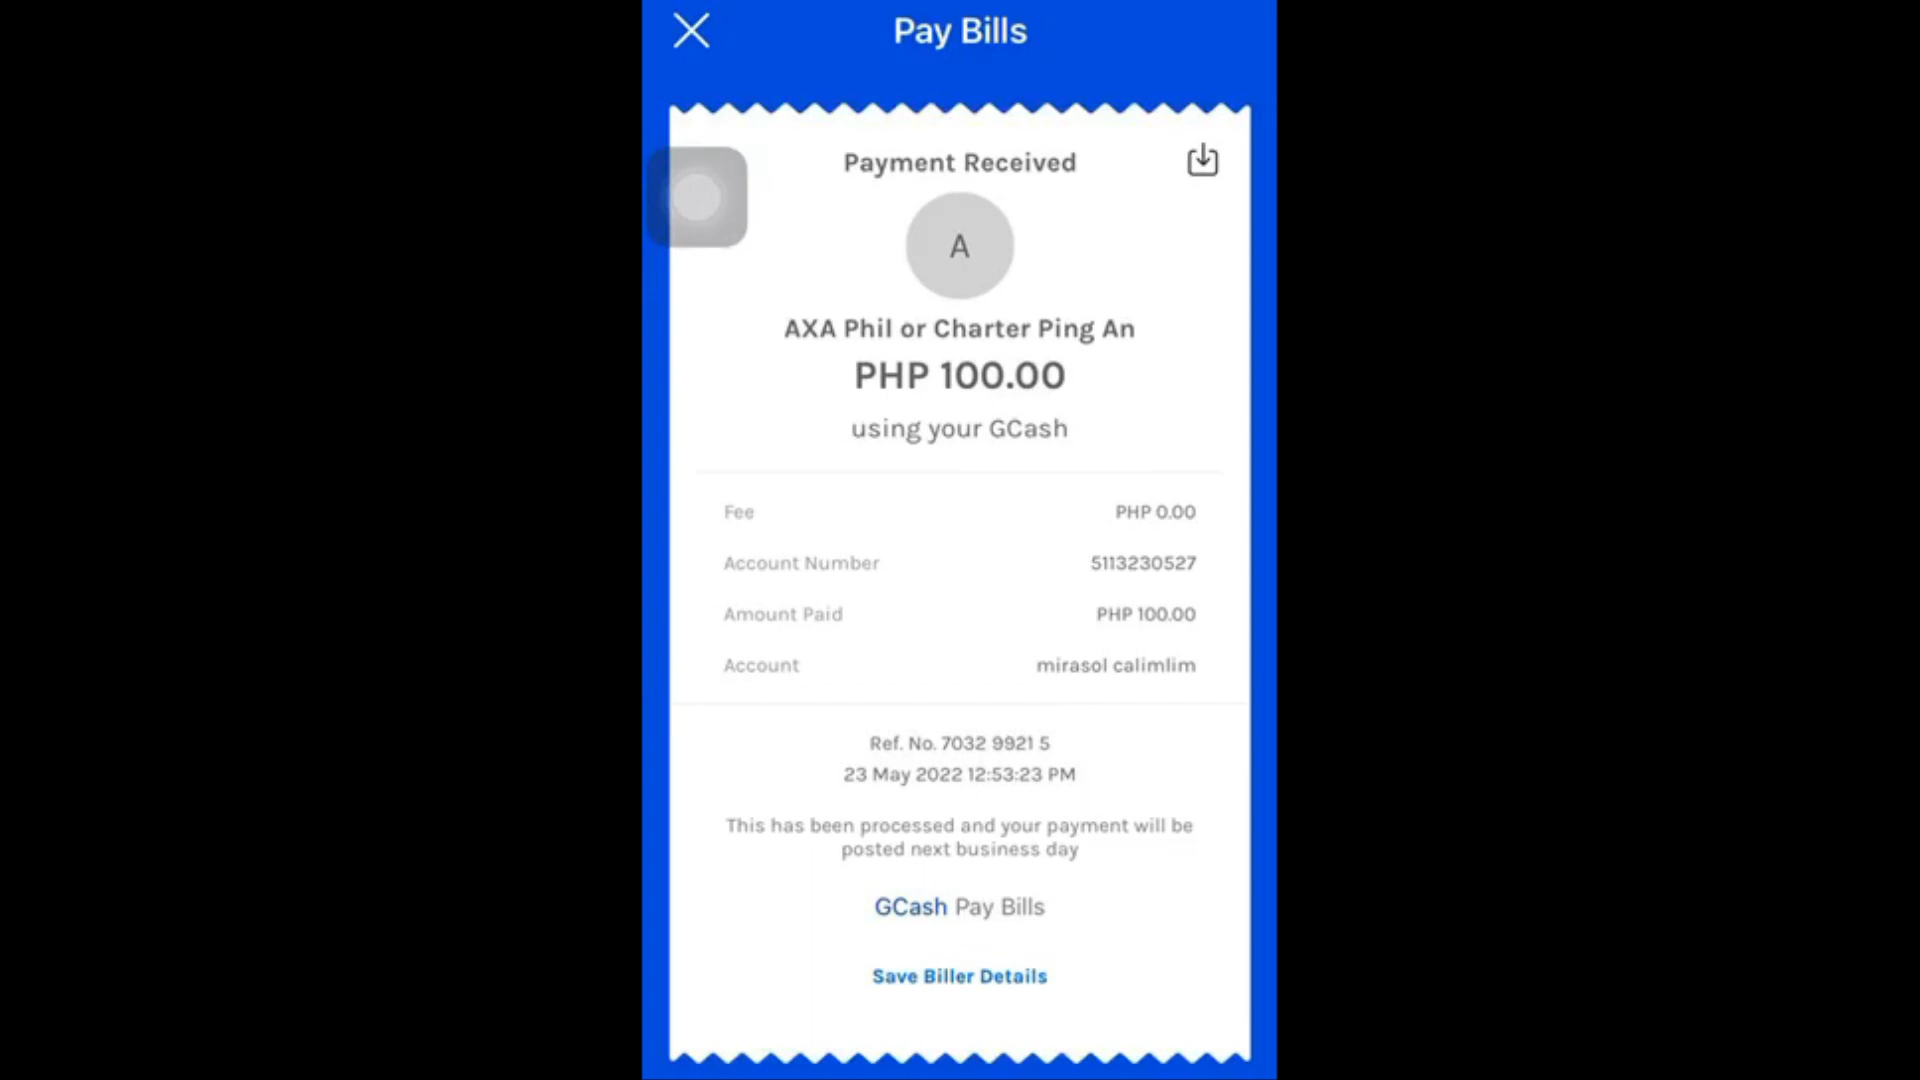 Pay Bills
Payment Received
A
AXA Phil or Charter Ping An
PHP 100.00
using your GCash
Fee PHP 0.00
Account Number 5113230527
Amount Paid PHP 100.00
Account mirasol calimlim
Ref. No. 7032 9921 5
23 May 2022 12:53:23 PM
This has been processed and your payment will be
posted next business day
GCash Pay Bills
Save Biller Details